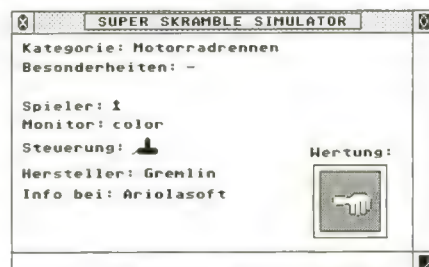 SUPER SKRAMBLE SIMULATOR
Kategorie: Motorradrennen
Besonderheiten: -
Spieler: 1
Monitor: color
Steuerung:
Wertung:
Hersteller: Gremlin
Info bei: Ariolasoft